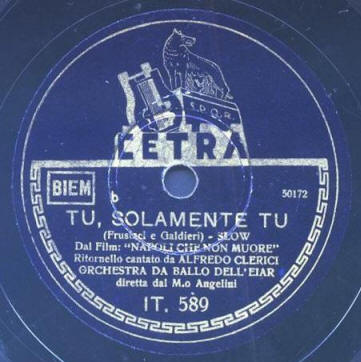 S.P.Q.R.
CETRA
BIEM
b
50172
TU, SOLAMENTE TU
(Frustaci e Galdieri) - SLOW
Dal Film: "NAPOLI CHE NON MUORE"
Ritornello cantato da ALFREDO CLERICI
ORCHESTRA DA BALLO DELL'EIAR
diretta dal M.o Angelini
IT. 589